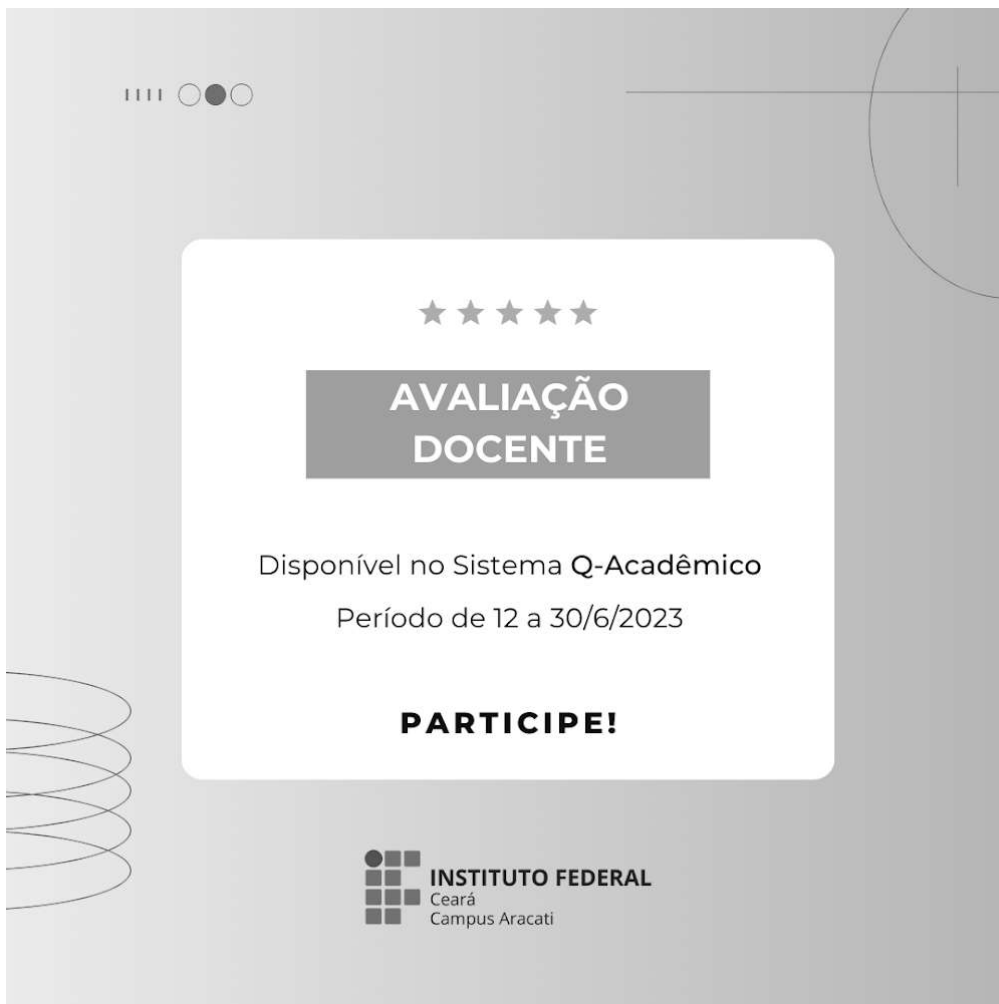 AVALIAÇÃO
DOCENTE
Disponível no Sistema Q-Acadêmico
Período de 12 a 30/6/2023
PARTICIPE!
INSTITUTO FEDERAL
Ceará
Campus Aracati